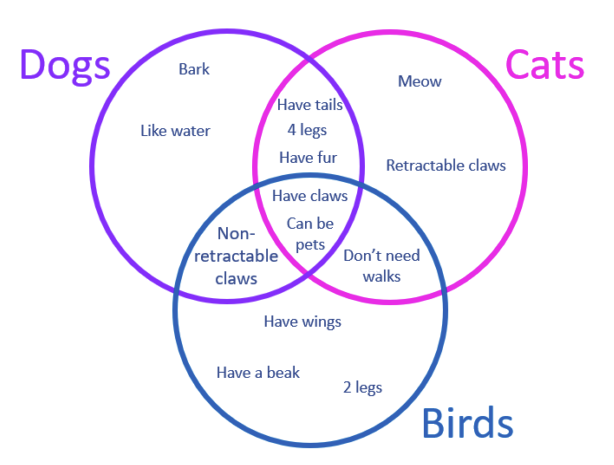 Dogs
Cats
Bark
Like water
Have tails
4 legs
Have fur
Meow
Retractable claws
Have claws
Can be
pets
Non-
retractable
claws
Don’t need
walks
Have wings
Have a beak
2 legs
Birds